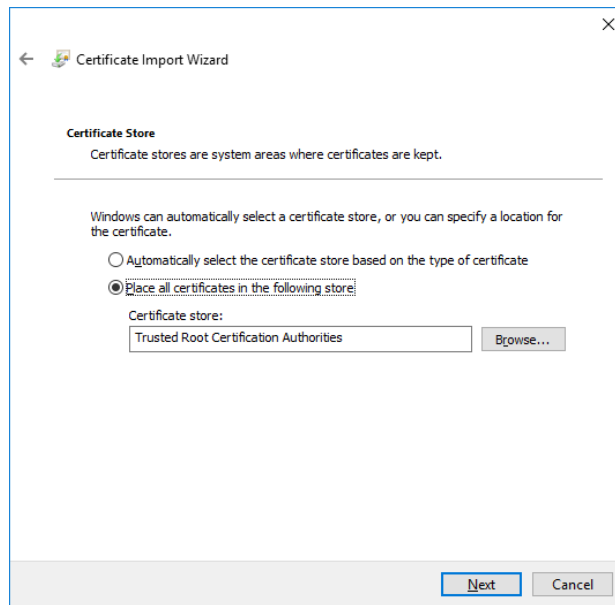 Certificate Import Wizard
Certificate Store
Certificate stores are system areas where certificates are kept.
Windows can automatically select a certificate store, or you can specify a location for
the certificate.
Automatically select the certificate store based on the type of certificate
Place all certificates in the following store
Certificate store:
Trusted Root Certification Authorities
Browse...
Next
Cancel